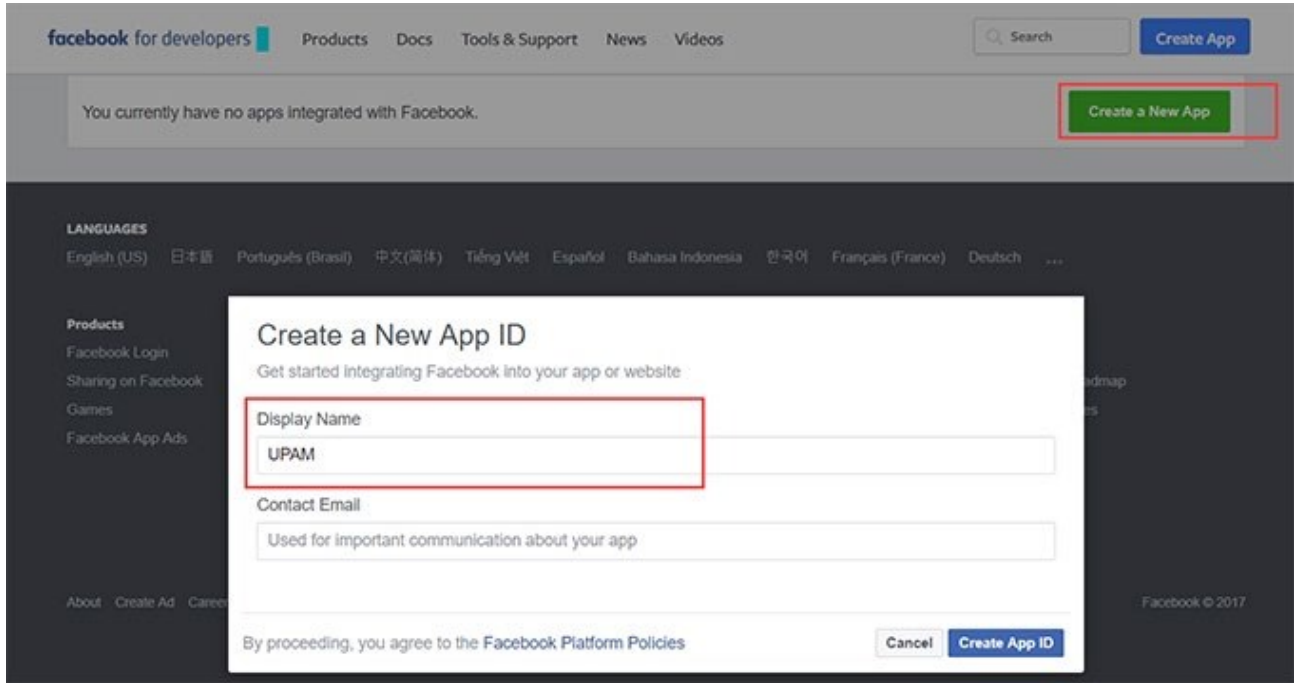 facebook for developers Products Docs Tools & Support News Videos Search Create App
You currently have no apps integrated with Facebook. Create a New App
LANGUAGES
English (US) 日本語 Português (Brasil) 中文(简体) Tiếng Việt Español Bahasa Indonesia 한국어 Français (France) Deutsch ...
Products
Facebook Login
Sharing on Facebook
Games
Facebook App Ads
Create a New App ID
Get started integrating Facebook into your app or website
Display Name
UPAM
Contact Email
Used for important communication about your app
By proceeding, you agree to the Facebook Platform Policies Cancel Create App ID
About Create Ad Career
Facebook © 2017